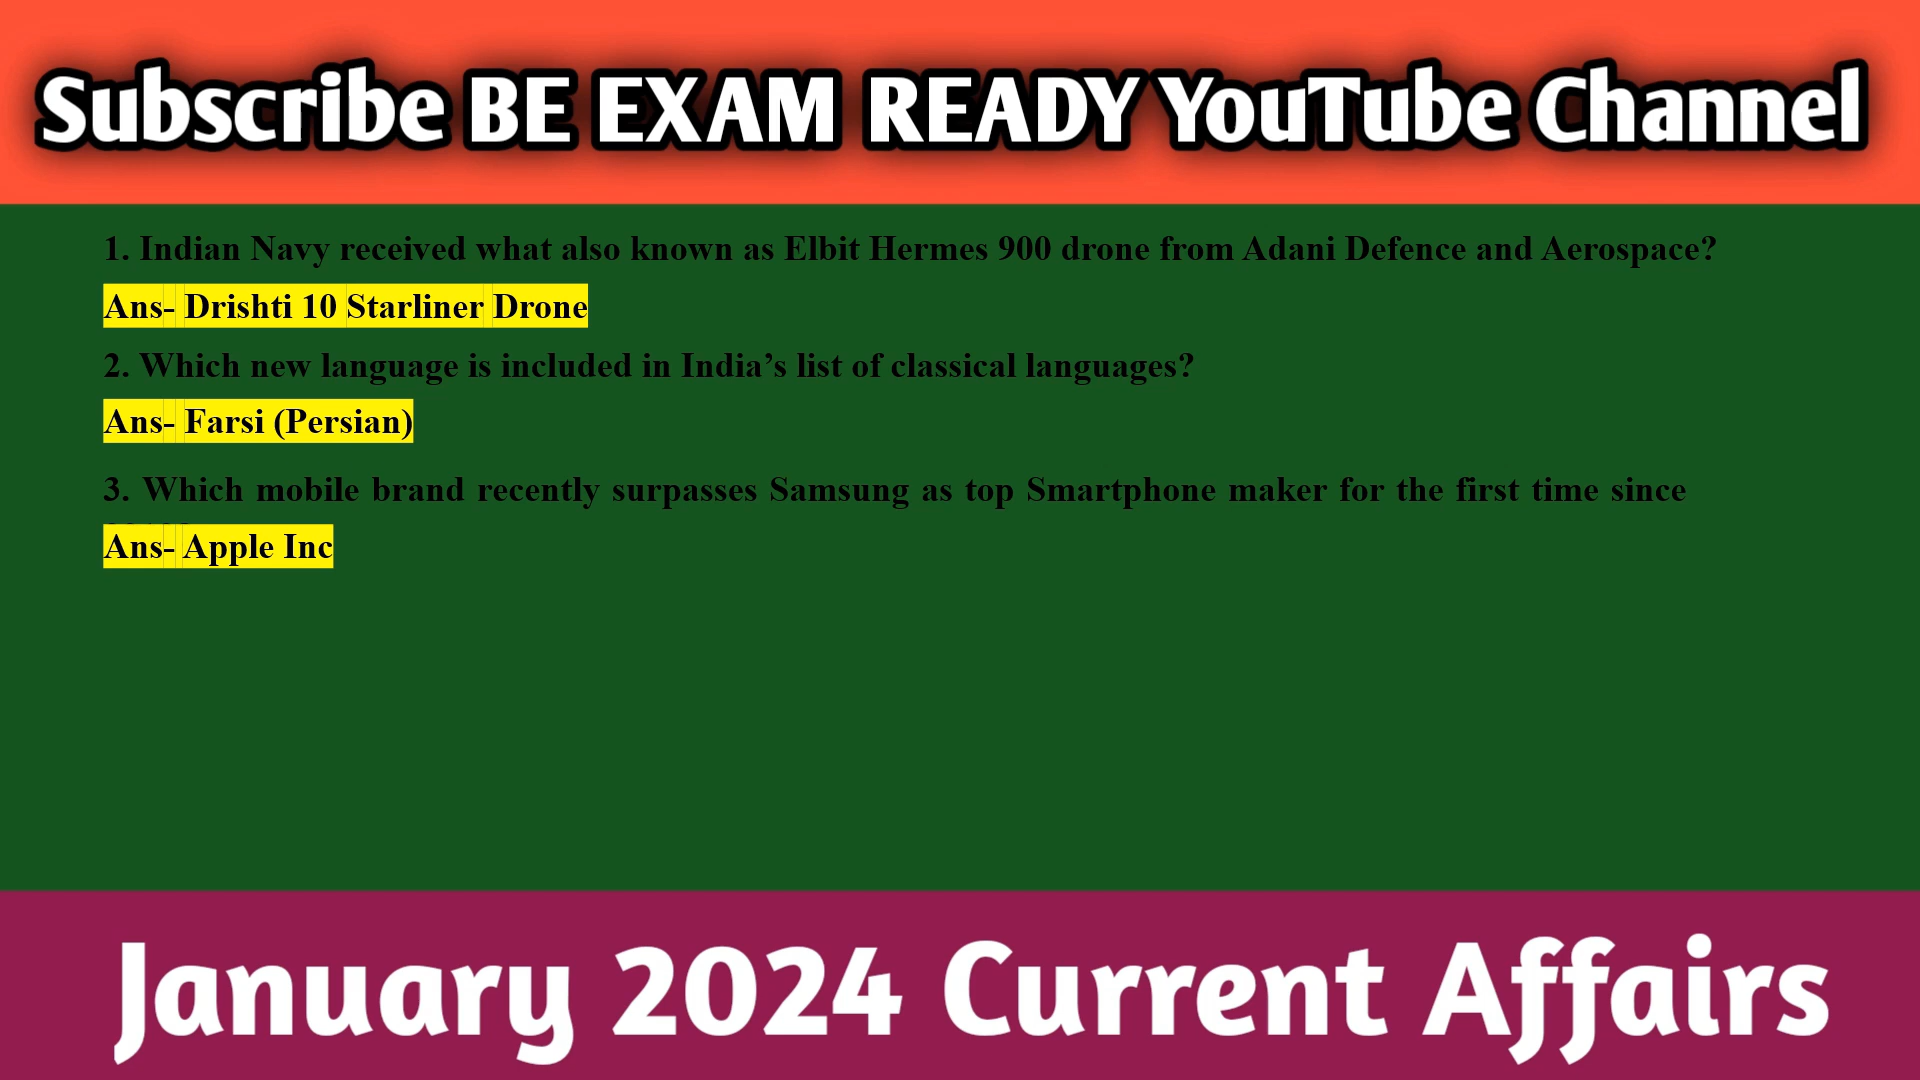 Subscribe BE EXAM READY YouTube Channel
1. Indian Navy received what also known as Elbit Hermes 900 drone from Adani Defence and Aerospace?
Ans- Drishti 10 Starliner Drone
2. Which new language is included in India’s list of classical languages?
Ans- Farsi (Persian)
3. Which mobile brand recently surpasses Samsung as top Smartphone maker for the first time since
Ans- Apple Inc
January 2024 Current Affairs